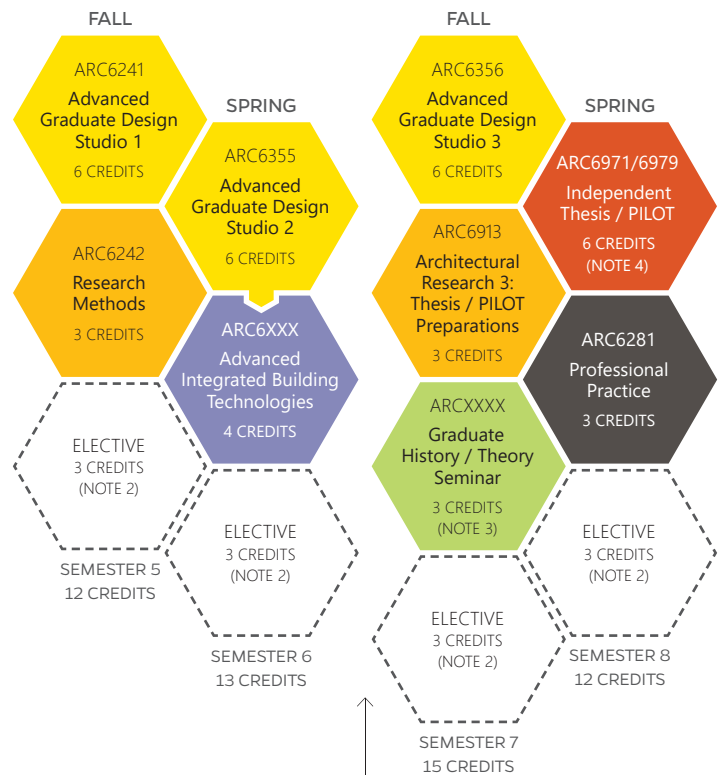 FALL
ARC6241
Advanced
Graduate Design
Studio 1
6 CREDITS
ARC6242
Research
Methods
3 CREDITS
ELECTIVE
3 CREDITS
(NOTE 2)
SEMESTER 5
12 CREDITS
SPRING
ARC6355
Advanced
Graduate Design
Studio 2
6 CREDITS
ARC6XXX
Advanced
Integrated Building
Technologies
4 CREDITS
ELECTIVE
3 CREDITS
(NOTE 2)
SEMESTER 6
13 CREDITS
FALL
ARC6356
Advanced
Graduate Design
Studio 3
6 CREDITS
ARC6913
Architectural
Research 3:
Thesis / PILOT
Preparations
3 CREDITS
ARCXXXX
Graduate
History / Theory
Seminar
3 CREDITS
(NOTE 3)
ELECTIVE
3 CREDITS
(NOTE 2)
SEMESTER 7
15 CREDITS
SPRING
ARC6971/6979
Independent
Thesis / PILOT
6 CREDITS
(NOTE 4)
ARC6281
Professional
Practice
3 CREDITS
ELECTIVE
3 CREDITS
(NOTE 2)
SEMESTER 8
12 CREDITS